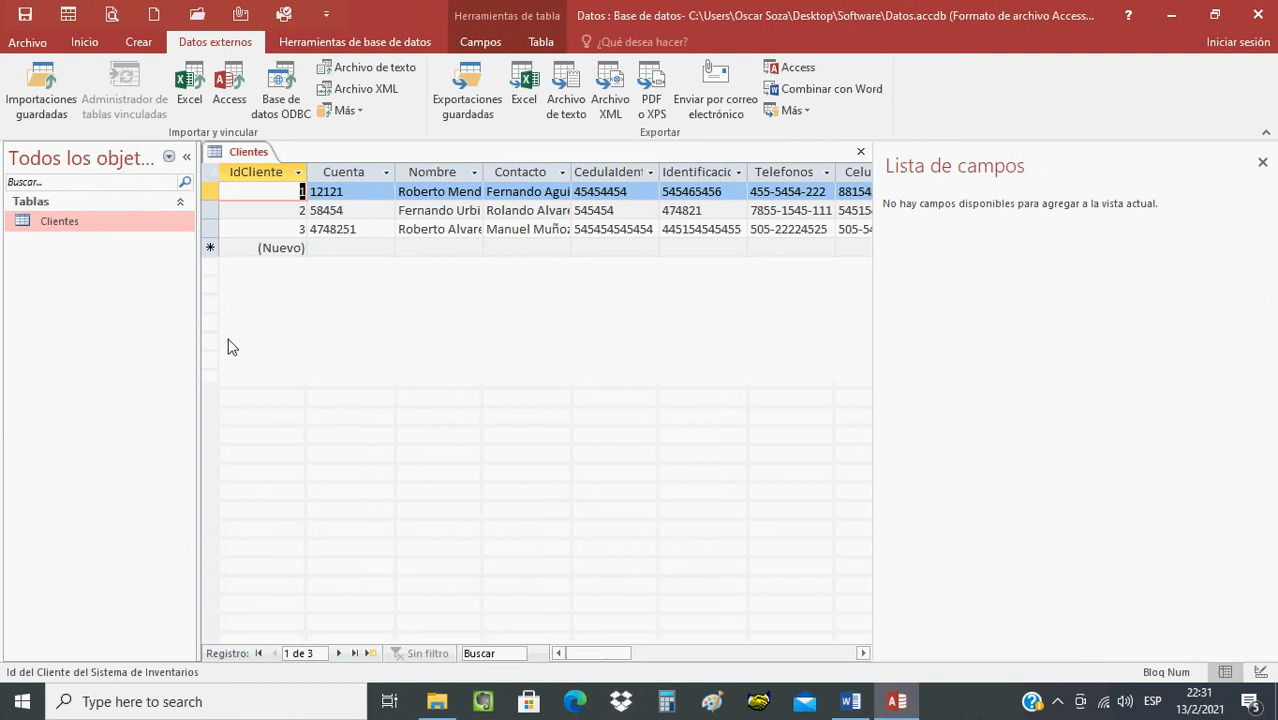 Herramientas de tabla
Datos : Base de datos- C:\Users\Oscar Soza\Desktop\Software\Datos.accdb (Formato de archivo Access...
?
Archivo Inicio Crear Datos externos Herramientas de base de datos Campos Tabla ¿Qué desea hacer? Iniciar sesión
Importaciones guardadas
Administrador de tablas vinculadas
Excel
Access
Base de datos ODBC
Archivo de texto
Archivo XML
Más
Importar y vincular
Exportaciones guardadas
Excel
Archivo de texto
Archivo XML
PDF o XPS
Enviar por correo electrónico
Access
Combinar con Word
Más
Exportar
Todos los objet...
Buscar...
Tablas
Clientes
Clientes
IdCliente Cuenta Nombre Contacto CedulaIdent Identificacio Telefonos Celu
1 12121 Roberto Mend Fernando Agui 45454454 545465456 455-5454-222 88154
2 58454 Fernando Urbi Rolando Alvare 545454 474821 7855-1545-111 54515
3 4748251 Roberto Alvare Manuel Muñoz 545454545454 445154545455 505-22224525 505-54
(Nuevo)
Registro: 1 de 3 Sin filtro Buscar
Lista de campos
No hay campos disponibles para agregar a la vista actual.
Id del Cliente del Sistema de Inventarios
Bloq Num
Type here to search
ESP
22:31
13/2/2021
5